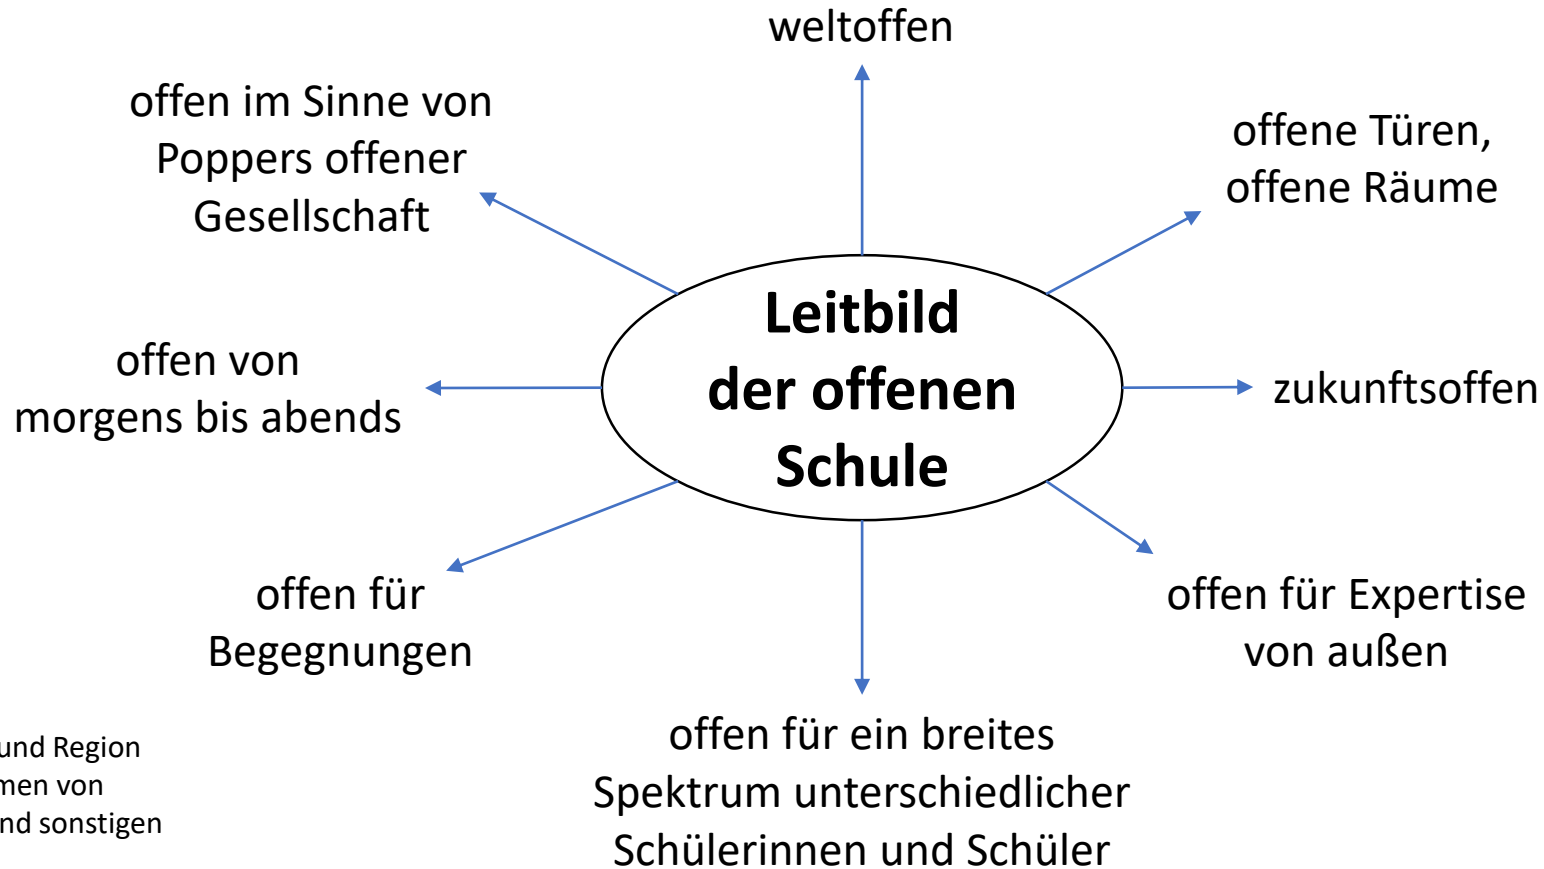 weltoffen
offen im Sinne von
Poppers offener
Gesellschaft
offene Türen,
offene Räume
Leitbild
der offenen
Schule
offen von
morgens bis abends
zukunftsoffen
offen für
Begegnungen
offen für Expertise
von außen
offen für ein breites
Spektrum unterschiedlicher
Schülerinnen und Schüler
und Region
men von
nd sonstigen